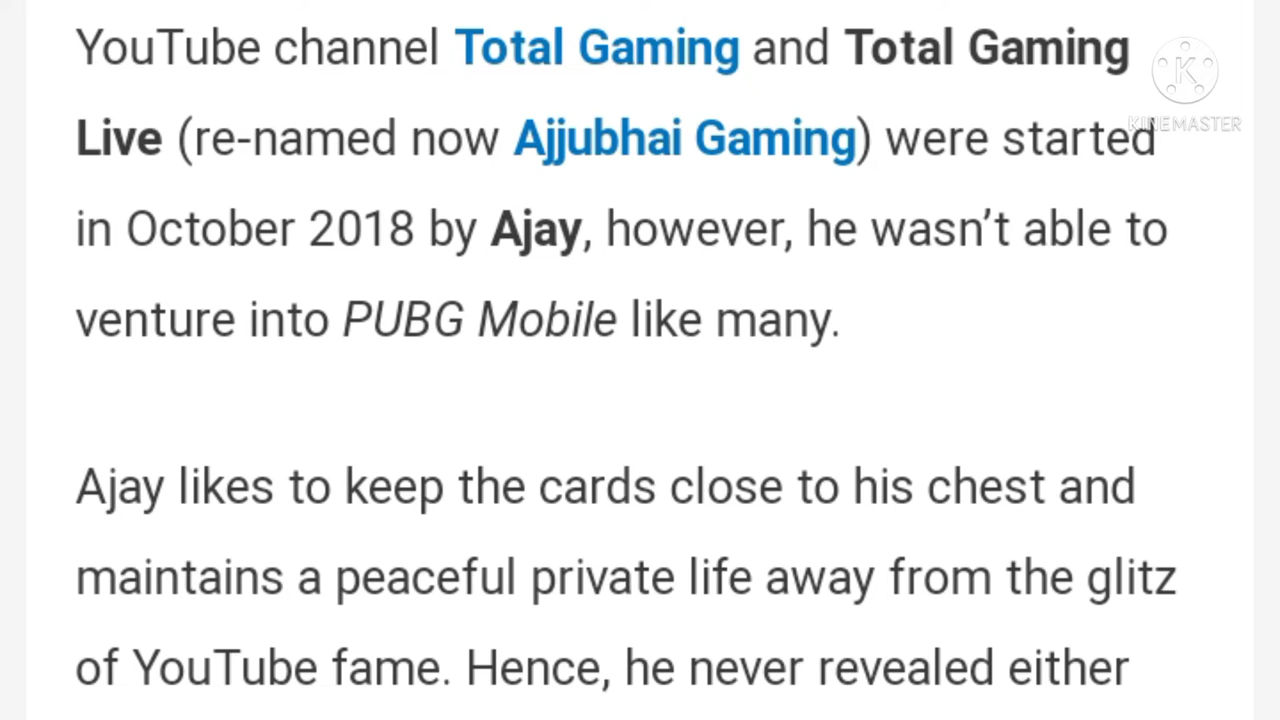 YouTube channel Total Gaming and Total Gaming
Live (re-named now Ajjubhai Gaming) were started
in October 2018 by Ajay, however, he wasn’t able to
venture into PUBG Mobile like many.
Ajay likes to keep the cards close to his chest and
maintains a peaceful private life away from the glitz
of YouTube fame. Hence, he never revealed either
K
KINEMASTER